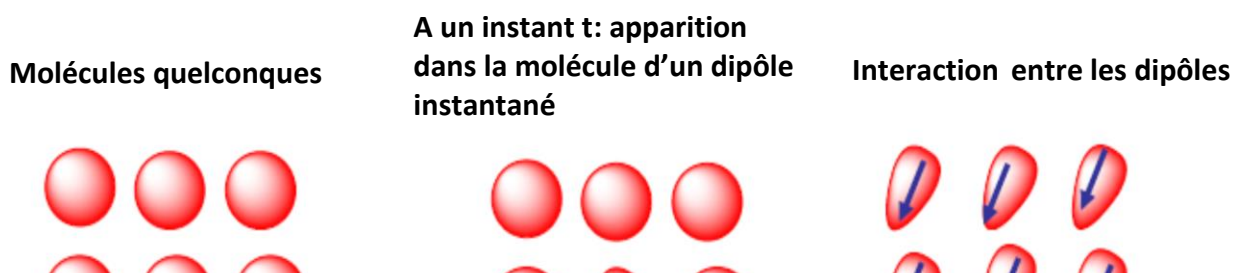 Molécules quelconques
A un instant t: apparition
dans la molécule d’un dipôle
instantané
Interaction entre les dipôles